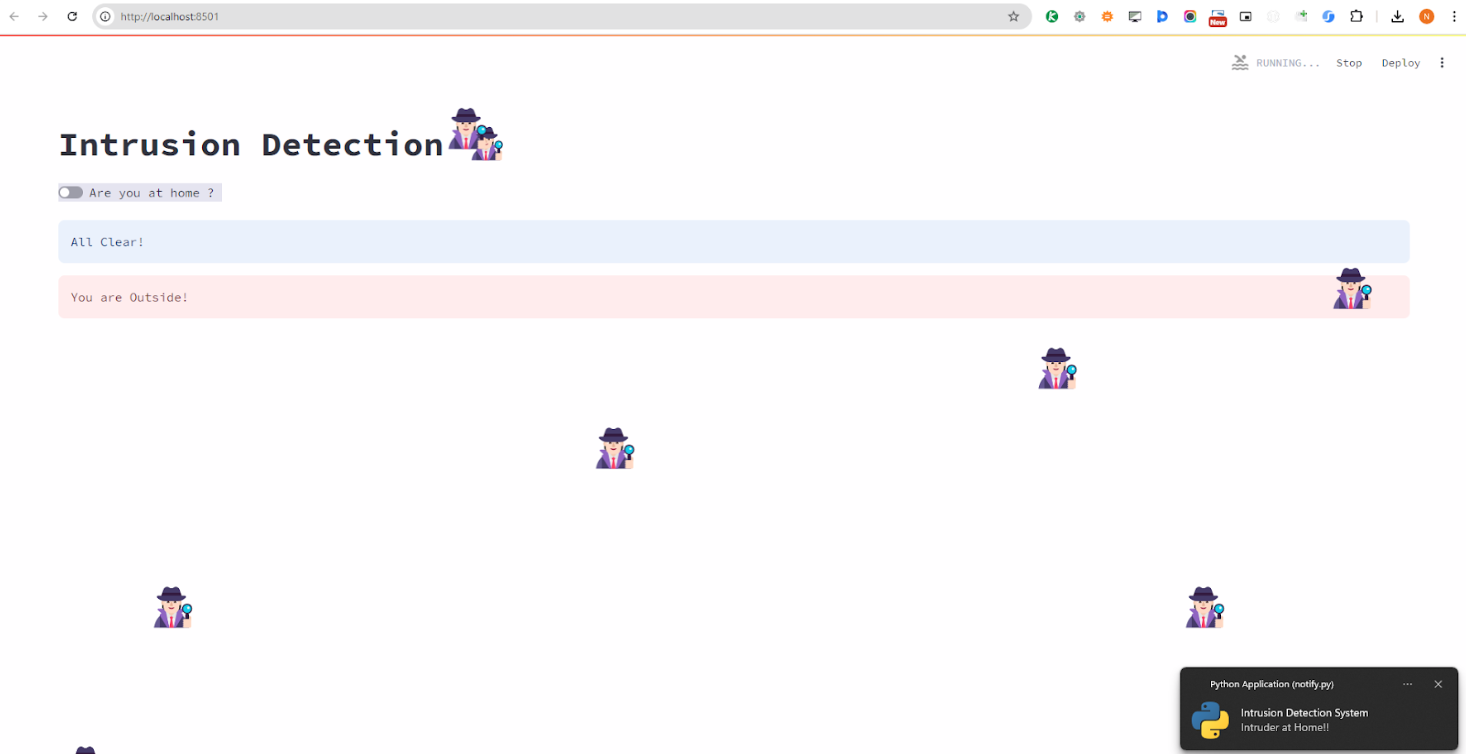 http://localhost:8501
New
N
RUNNING...
Stop
Deploy
Intrusion Detection
Are you at home ?
All Clear!
You are Outside!
Python Application (notify.py)
Intrusion Detection System
Intruder at Home!!